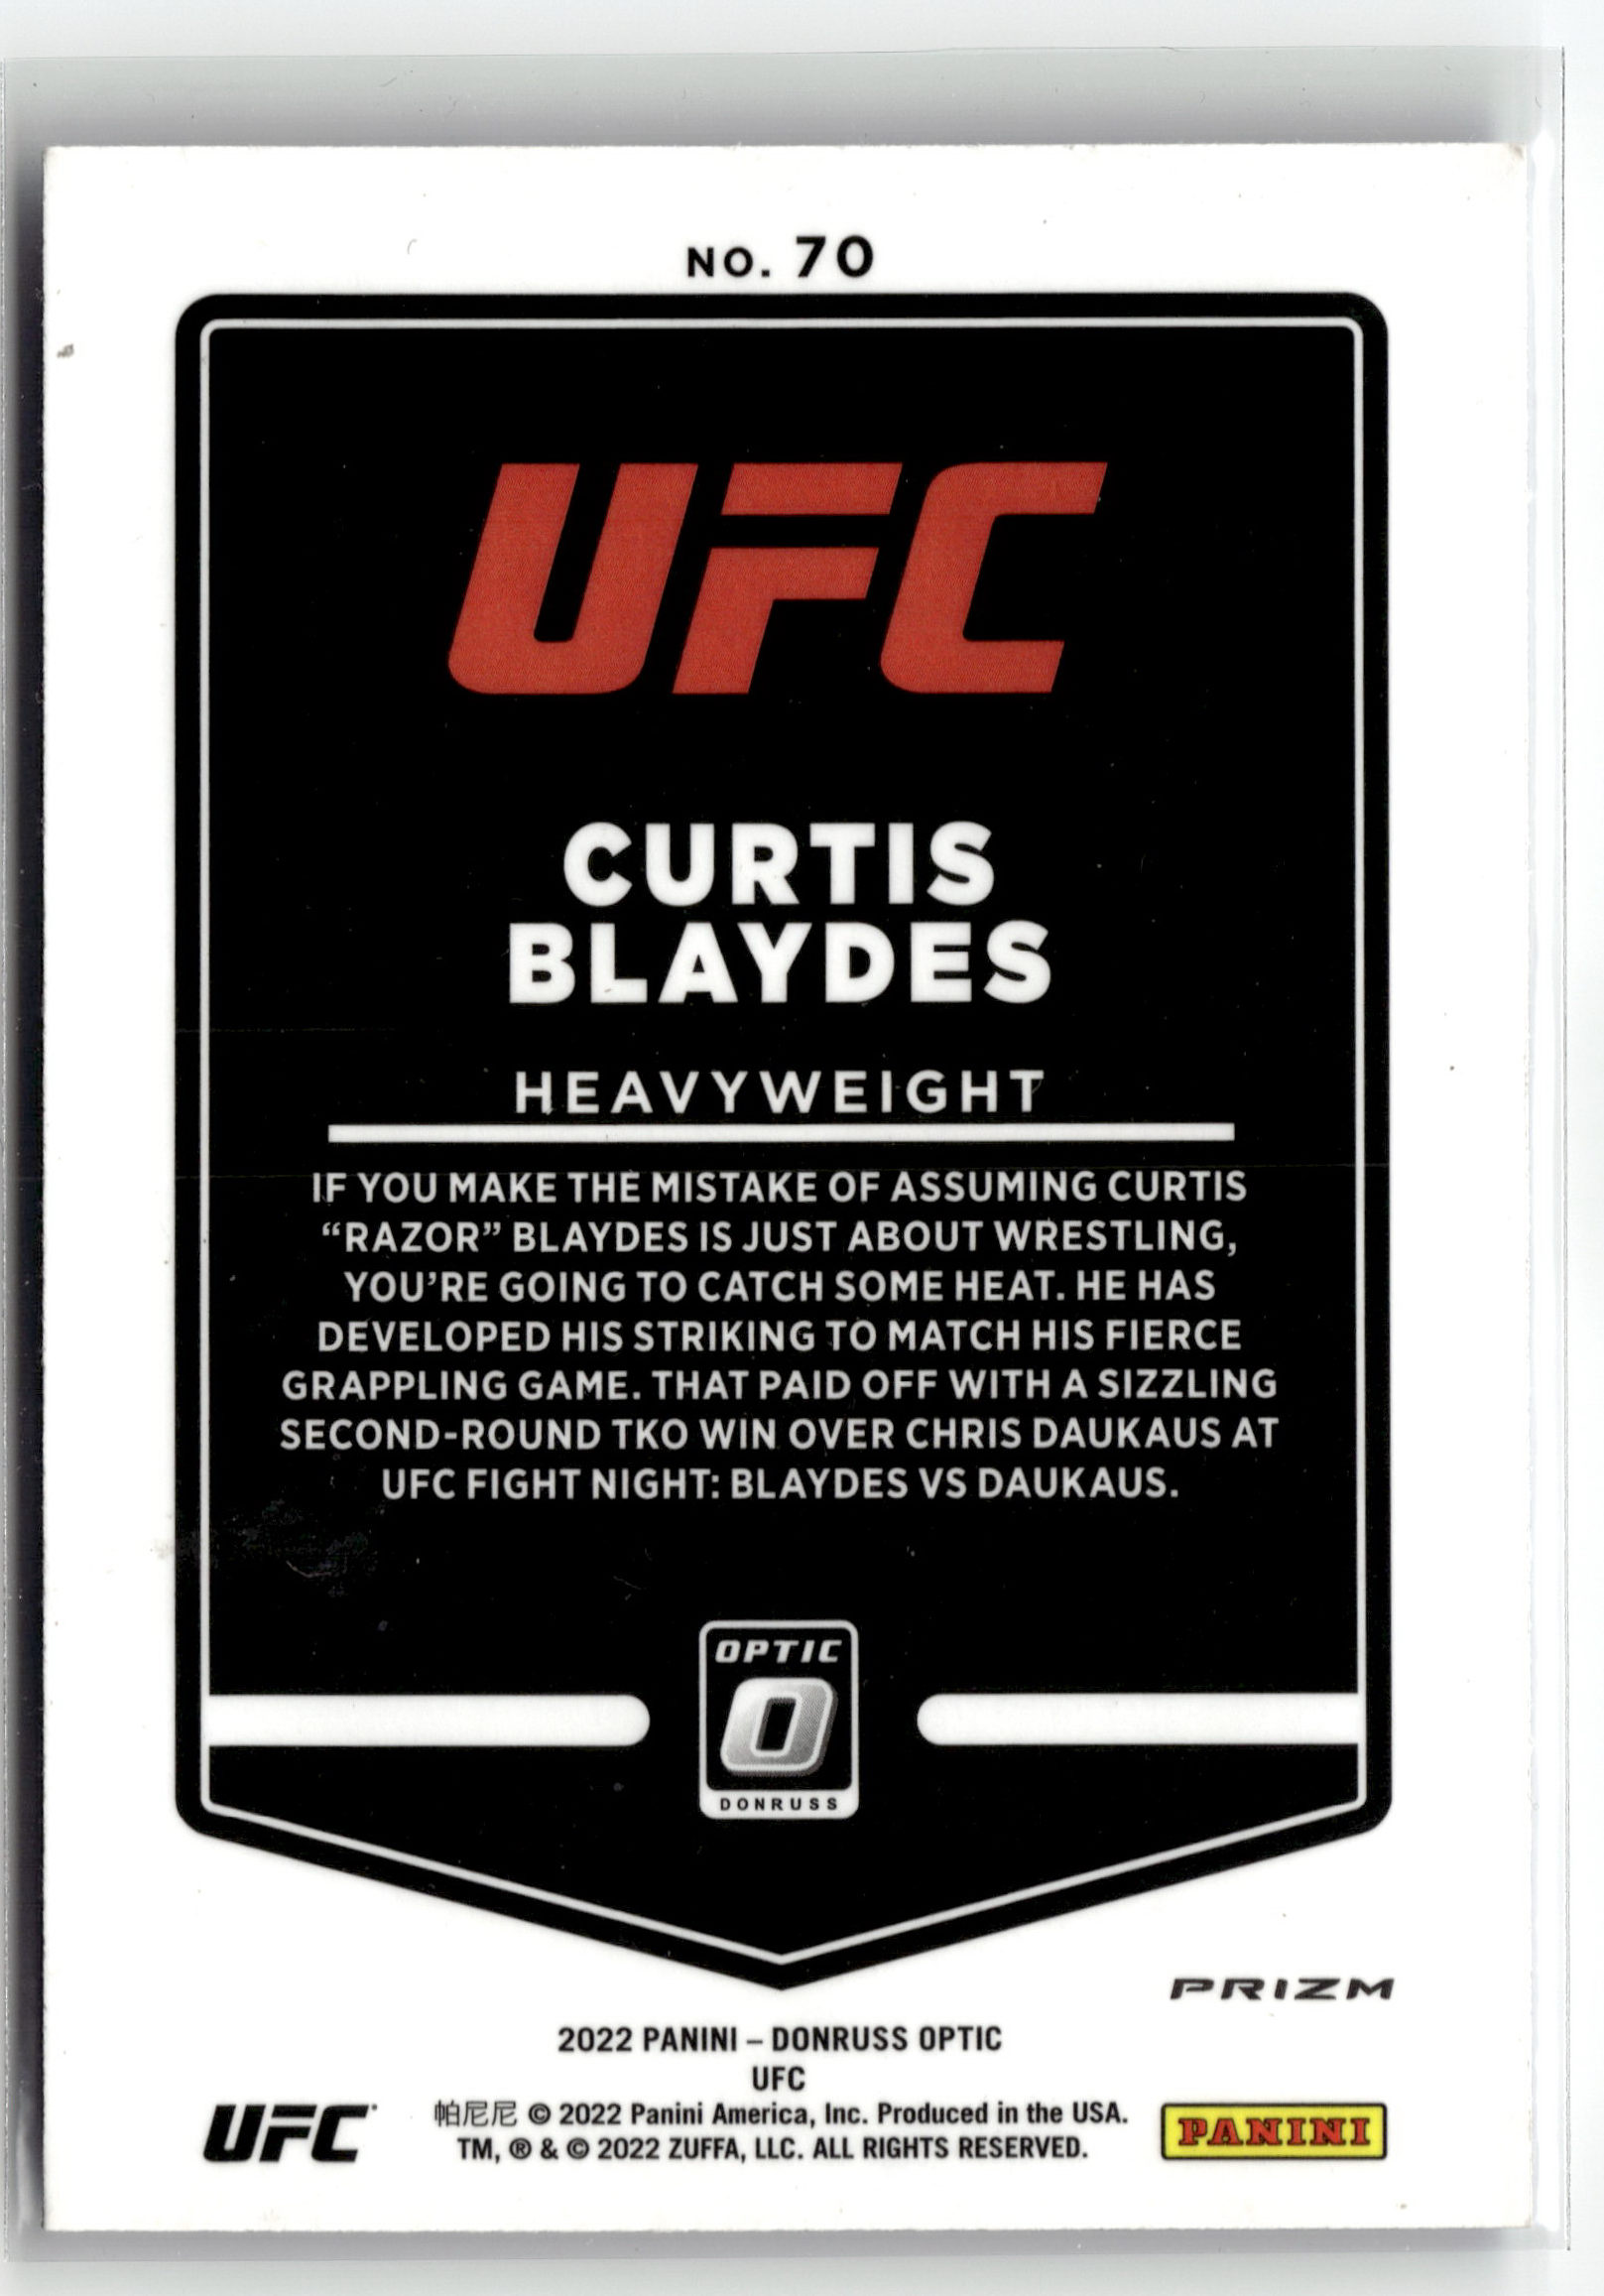 NO. 70
UFC
CURTIS
BLAYDES
HEAVYWEIGHT
IF YOU MAKE THE MISTAKE OF ASSUMING CURTIS
“RAZOR” BLAYDES IS JUST ABOUT WRESTLING,
YOU’RE GOING TO CATCH SOME HEAT. HE HAS
DEVELOPED HIS STRIKING TO MATCH HIS FIERCE
GRAPPLING GAME. THAT PAID OFF WITH A SIZZLING
SECOND-ROUND TKO WIN OVER CHRIS DAUKAUS AT
UFC FIGHT NIGHT: BLAYDES VS DAUKAUS.
OPTIC
O
DONRUSS
PRIZM
2022 PANINI – DONRUSS OPTIC
UFC
帕尼尼 © 2022 Panini America, Inc. Produced in the USA.
TM, ® & © 2022 ZUFFA, LLC. ALL RIGHTS RESERVED.
UFC
PANINI